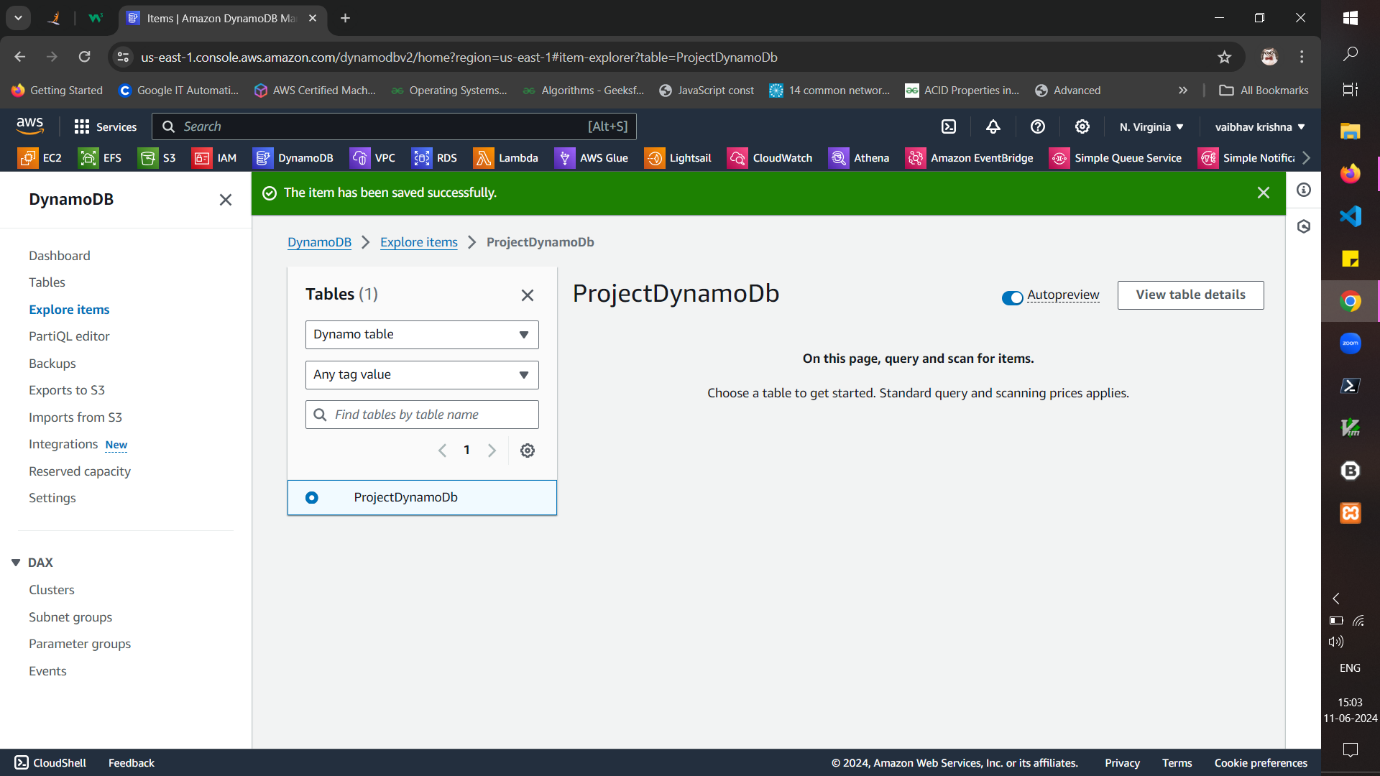 Items | Amazon DynamoDB Ma
us-east-1.console.aws.amazon.com/dynamodbv2/home?region=us-east-1#item-explorer?table=ProjectDynamoDb
Getting Started Google IT Automati... AWS Certified Mach... Operating Systems... Algorithms - Geeksf... JavaScript const 14 common networ... ACID Properties in... Advanced » All Bookmarks
aws Services Search [Alt+S] N. Virginia vaibhav krishna
EC2 EFS S3 IAM DynamoDB VPC RDS Lambda AWS Glue Lightsail CloudWatch Athena Amazon EventBridge Simple Queue Service Simple Notifica
DynamoDB
The item has been saved successfully.
Dashboard
Tables
Explore items
PartiQL editor
Backups
Exports to S3
Imports from S3
Integrations New
Reserved capacity
Settings
DAX
Clusters
Subnet groups
Parameter groups
Events
DynamoDB Explore items ProjectDynamoDb
Tables (1)
Dynamo table
Any tag value
Find tables by table name
1
ProjectDynamoDb
ProjectDynamoDb
Autopreview
View table details
On this page, query and scan for items.
Choose a table to get started. Standard query and scanning prices applies.
CloudShell Feedback © 2024, Amazon Web Services, Inc. or its affiliates. Privacy Terms Cookie preferences
zoom
B
ENG
15:03
11-06-2024